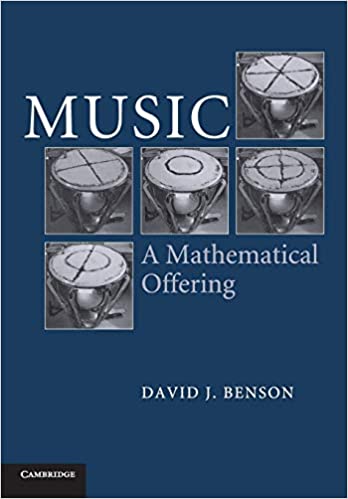 MUSIC
A Mathematical
Offering
DAVID J. BENSON
CAMBRIDGE